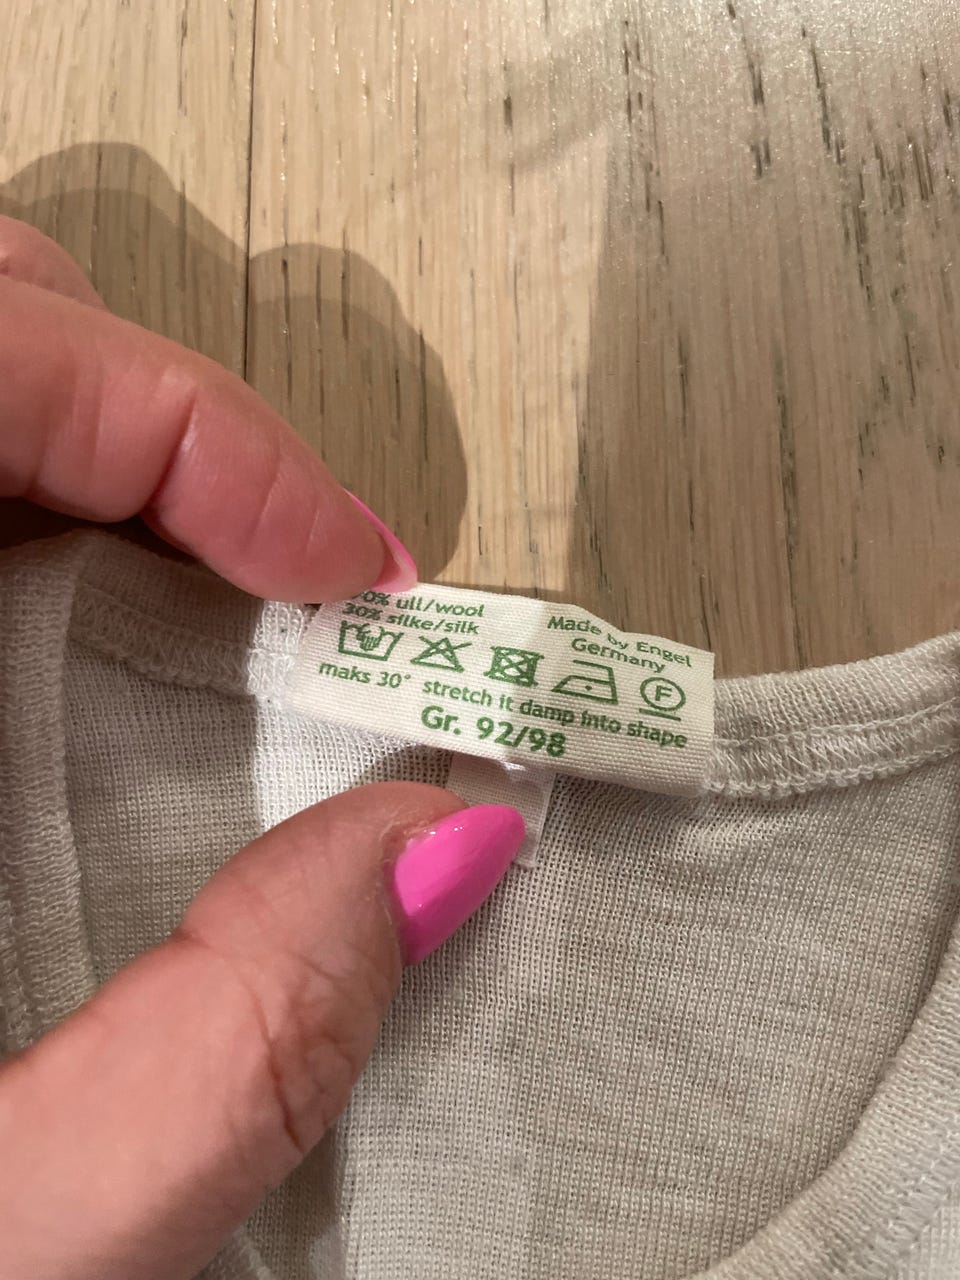 0% ull/wool
30% silke/silk
Made by Engel
Germany
F
maks 30° stretch it damp into shape
Gr. 92/98